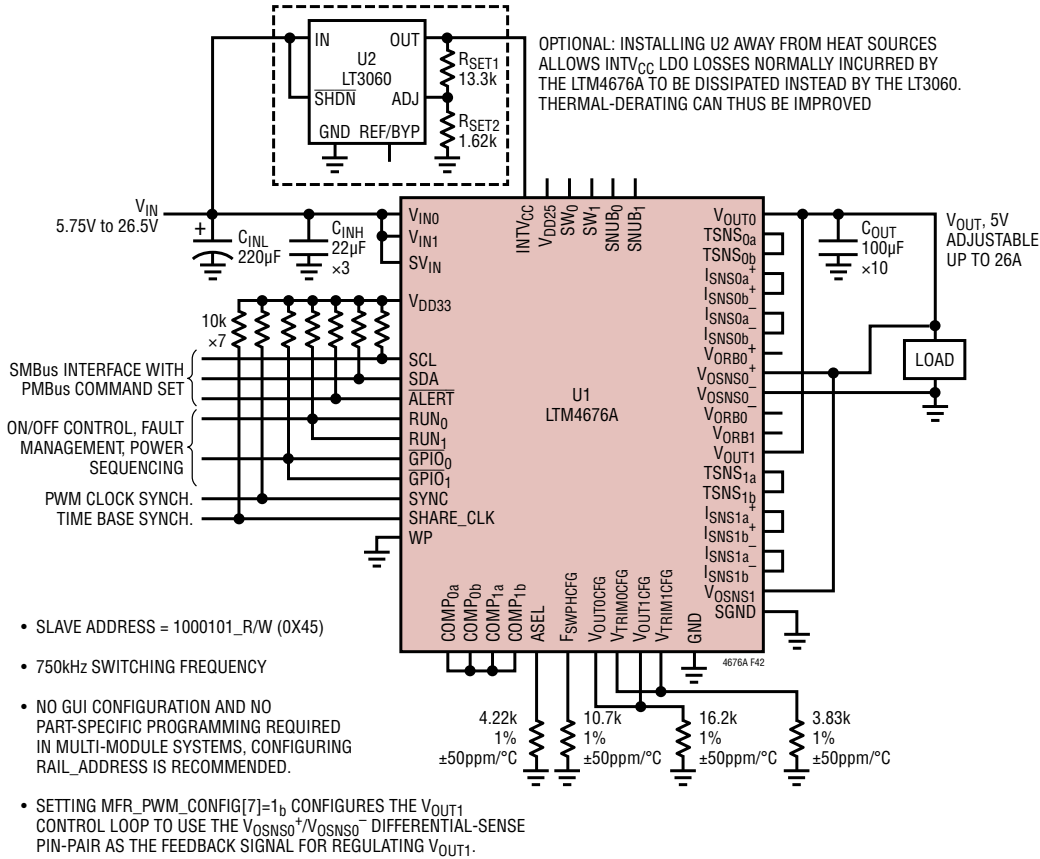 IN
OUT
U2
LT3060
SHDN
ADJ
GND REF/BYP
RSET1
13.3k
RSET2
1.62k
OPTIONAL: INSTALLING U2 AWAY FROM HEAT SOURCES
ALLOWS INTVCC LDO LOSSES NORMALLY INCURRED BY
THE LTM4676A TO BE DISSIPATED INSTEAD BY THE LT3060.
THERMAL-DERATING CAN THUS BE IMPROVED
VIN
5.75V to 26.5V
+
CINL
220µF
CINH
22µF
×3
VIN0
VIN1
SVIN
VDD33
10k
×7
SMBus INTERFACE WITH
PMBus COMMAND SET
ON/OFF CONTROL, FAULT
MANAGEMENT, POWER
SEQUENCING
PWM CLOCK SYNCH.
TIME BASE SYNCH.
SCL
SDA
ALERT
RUN0
RUN1
GPIO0
GPIO1
SYNC
SHARE_CLK
WP
INTVCC
VDD25
SW0
SW1
SNUB0
SNUB1
U1
LTM4676A
VOUT0
TSNS0a
TSNS0b
ISNS0a+
ISNS0b+
ISNS0a–
ISNS0b–
VORB0+
VOSNS0+
VOSNS0–
VORB0–
VORB1
VOUT1
TSNS1a
TSNS1b
ISNS1a+
ISNS1b+
ISNS1a–
ISNS1b–
VOSNS1
SGND
COUT
100µF
×10
VOUT, 5V
ADJUSTABLE
UP TO 26A
LOAD
COMP0a
COMP0b
COMP1a
COMP1b
ASEL
FSWPHCFG
VOUT0CFG
VTRIM0CFG
VOUT1CFG
VTRIM1CFG
GND
4676A F42
4.22k
1%
±50ppm/°C
10.7k
1%
±50ppm/°C
16.2k
1%
±50ppm/°C
3.83k
1%
±50ppm/°C
• SLAVE ADDRESS = 1000101_R/W (0X45)
• 750kHz SWITCHING FREQUENCY
• NO GUI CONFIGURATION AND NO
PART-SPECIFIC PROGRAMMING REQUIRED
IN MULTI-MODULE SYSTEMS, CONFIGURING
RAIL_ADDRESS IS RECOMMENDED.
• SETTING MFR_PWM_CONFIG[7]=1b CONFIGURES THE VOUT1
CONTROL LOOP TO USE THE VOSNS0+/VOSNS0– DIFFERENTIAL-SENSE
PIN-PAIR AS THE FEEDBACK SIGNAL FOR REGULATING VOUT1.